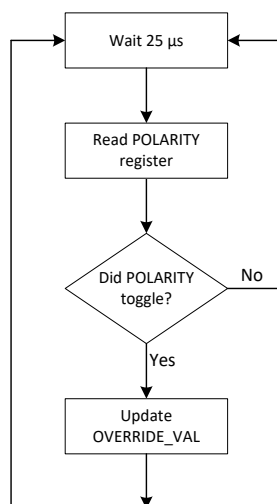 Wait 25 µs
Read POLARITY
register
Did POLARITY
toggle?
No
Yes
Update
OVERRIDE_VAL